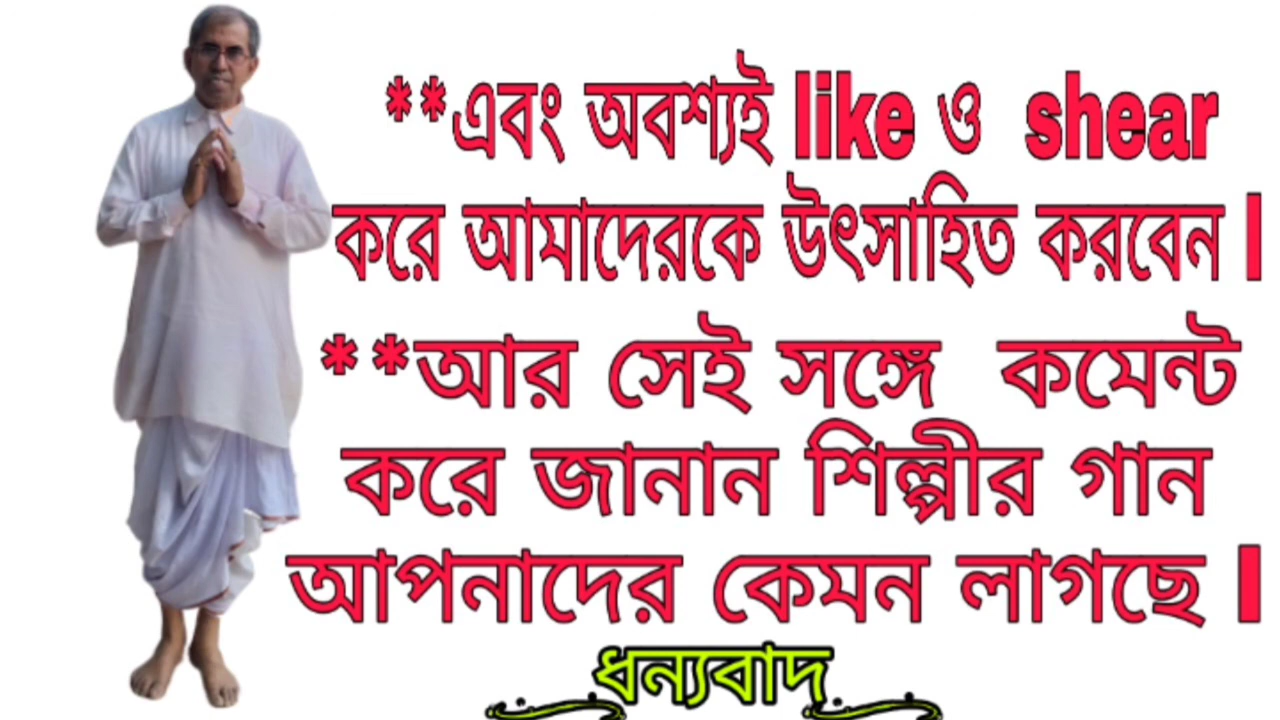 **এবং অবশ্যই like ও shear
করে আমাদেরকে উৎসাহিত করবেন l
**আর সেই সঙ্গে কমেন্ট
করে জানান শিল্পীর গান
আপনাদের কেমন লাগছে l
ধন্যবাদ